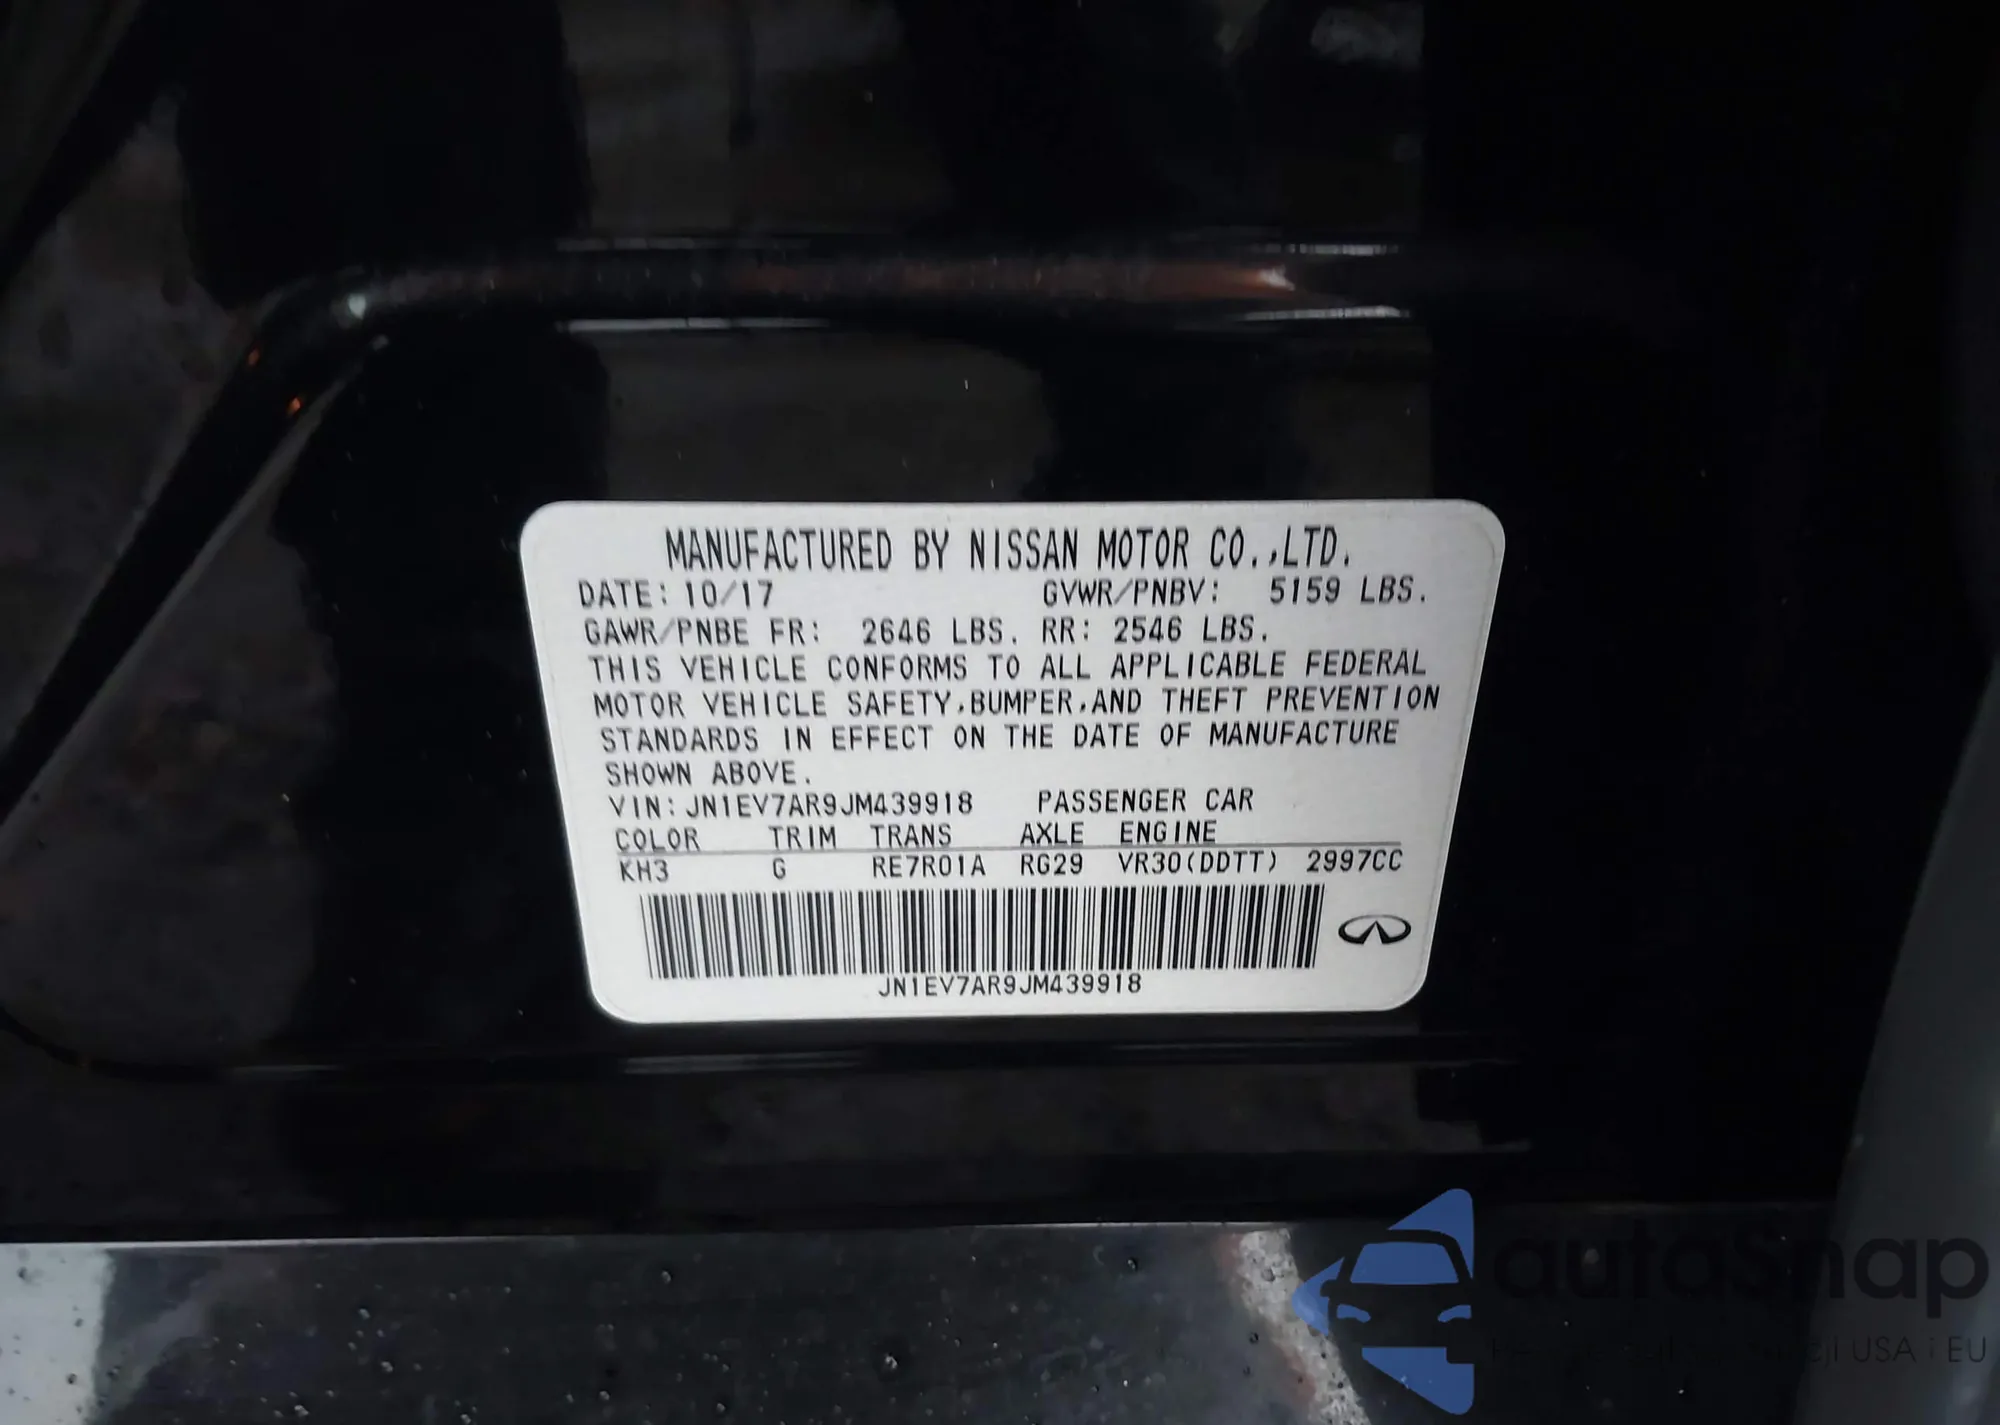 MANUFACTURED BY NISSAN MOTOR CO.,LTD.
DATE: 10/17 GVWR/PNBV: 5159 LBS.
GAWR/PNBE FR: 2646 LBS. RR: 2546 LBS.
THIS VEHICLE CONFORMS TO ALL APPLICABLE FEDERAL
MOTOR VEHICLE SAFETY,BUMPER,AND THEFT PREVENTION
STANDARDS IN EFFECT ON THE DATE OF MANUFACTURE
SHOWN ABOVE.
VIN: JN1EV7AR9JM439918 PASSENGER CAR
COLOR TRIM TRANS AXLE ENGINE
KH3 G RE7R01A RG29 VR30(DDTT) 2997CC
JN1EV7AR9JM439918
autoSnap
USA i EU